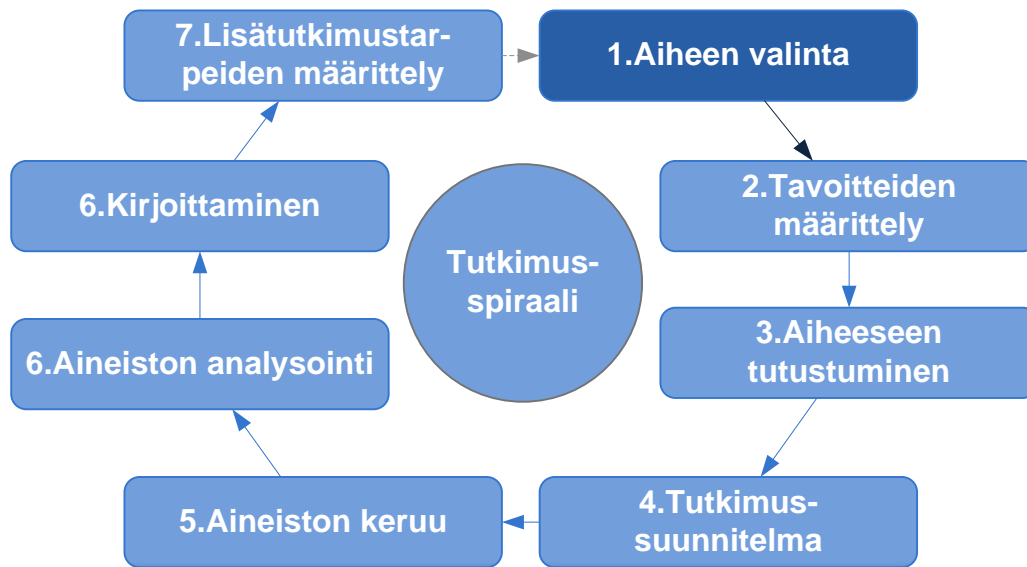 7.Lisätutkimustar-
peiden määrittely
1.Aiheen valinta
2.Tavoitteiden
määrittely
3.Aiheeseen
tutustuminen
4.Tutkimus-
suunnitelma
5.Aineiston keruu
6.Aineiston analysointi
6.Kirjoittaminen
Tutkimus-
spiraali